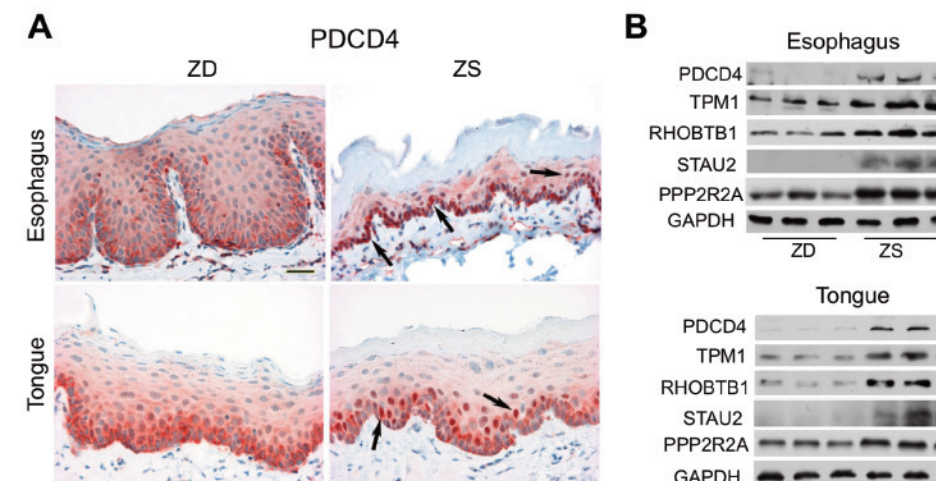 A
PDCD4
ZD
ZS
Esophagus
Tongue
B
Esophagus
PDCD4
TPM1
RHOBTB1
STAU2
PPP2R2A
GAPDH
ZD
ZS
Tongue
PDCD4
TPM1
RHOBTB1
STAU2
PPP2R2A
GAPDH